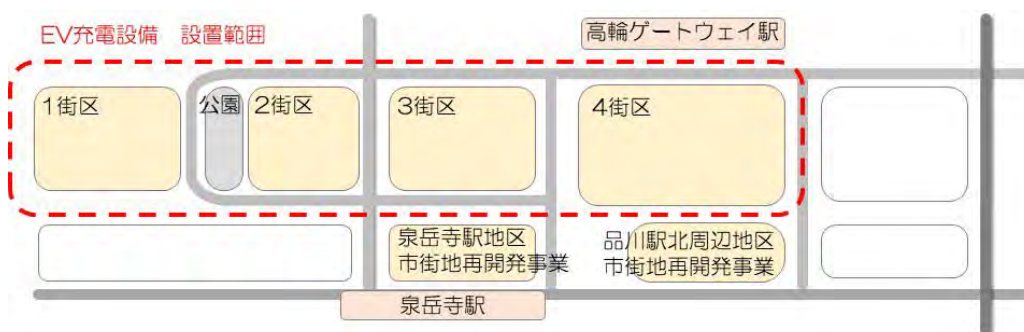 EV充電設備　設置範囲
高輪ゲートウェイ駅
1街区
公園
2街区
3街区
4街区
泉岳寺駅地区
市街地再開発事業
品川駅北周辺地区
市街地再開発事業
泉岳寺駅